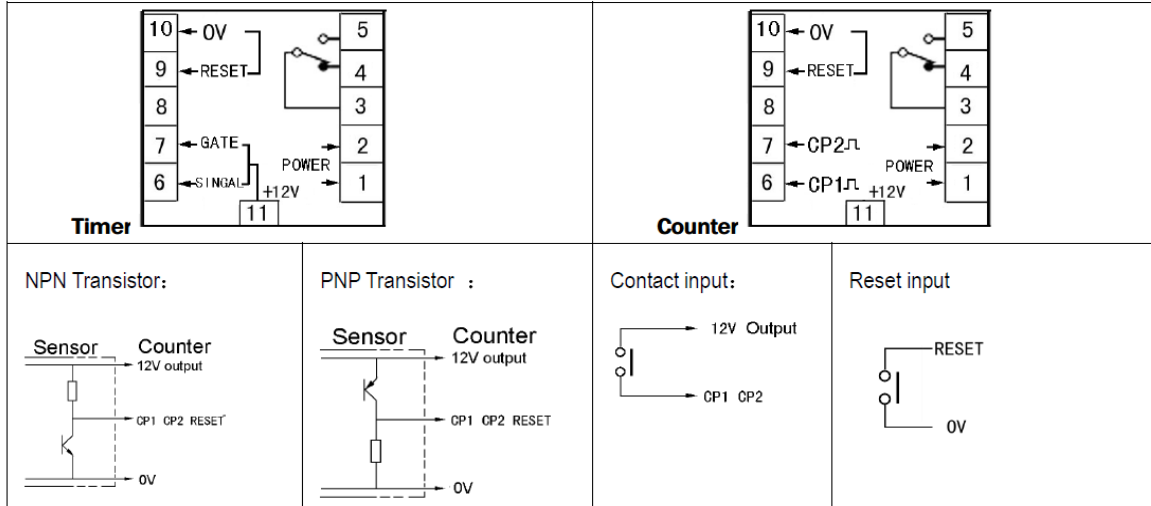 10 0V 5
9 RESET 4
8 3
7 GATE 2
POWER
6 SINGAL +12V 1
11
Timer
10 0V 5
9 RESET 4
8 3
7 CP2 2
POWER
6 CP1 +12V 1
11
Counter
NPN Transistor：
Sensor Counter
12V output
CP1 CP2 RESET
0V
PNP Transistor ：
Sensor Counter
12V output
CP1 CP2 RESET
0V
Contact input：
12V Output
CP1 CP2
Reset input
RESET
0V